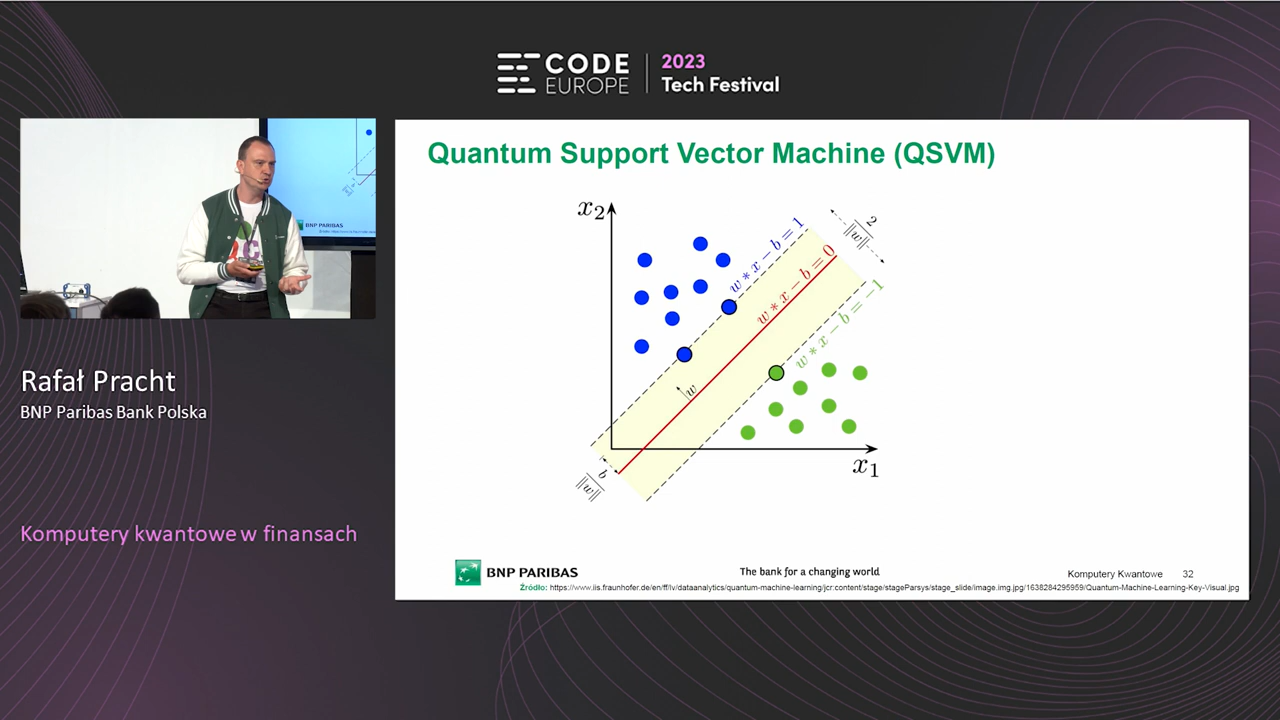 CODE
EUROPE
2023
Tech Festival
BNP PARIBAS
Rafał Pracht
BNP Paribas Bank Polska
Komputery kwantowe w finansach
Quantum Support Vector Machine (QSVM)
x₂
w * x − b = 1
2
||w||
w * x − b = 0
w * x − b = −1
w
b
||w||
x₁
BNP PARIBAS
The bank for a changing world
Komputery Kwantowe 32
Źródło: https://www.iis.fraunhofer.de/en/ff/lv/dataanalytics/quantum-machine-learning/jcr:content/stage/stageParsys/stage_slide/image.img.jpg/1638284295959/Quantum-Machine-Learning-Key-Visual.jpg